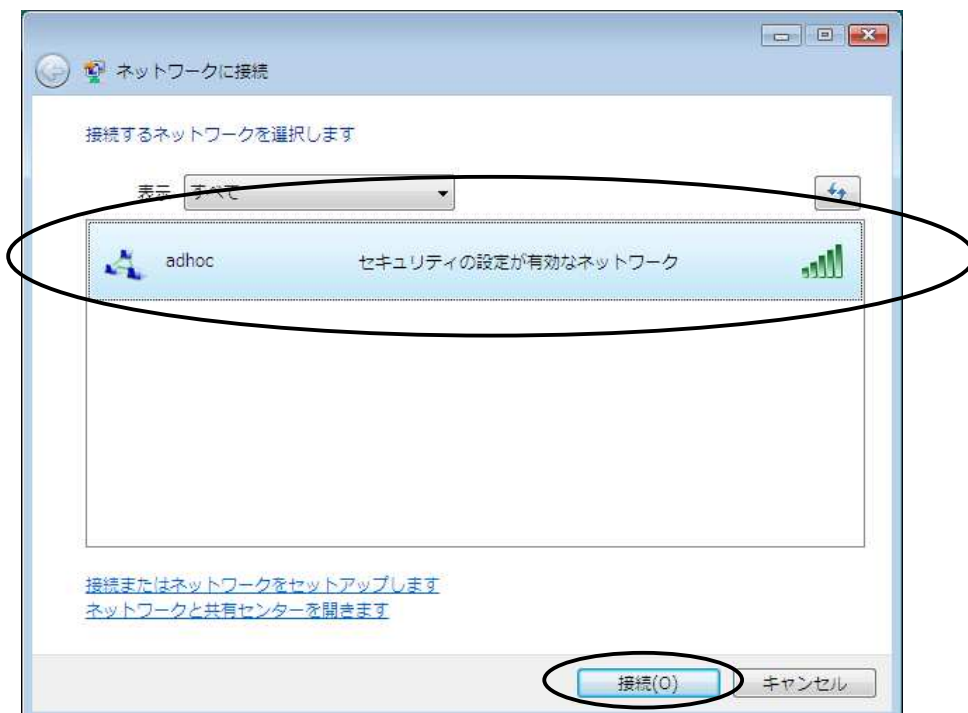 ネットワークに接続
接続するネットワークを選択します
表示 すべて
adhoc セキュリティの設定が有効なネットワーク
接続またはネットワークをセットアップします
ネットワークと共有センターを開きます
接続(O) キャンセル